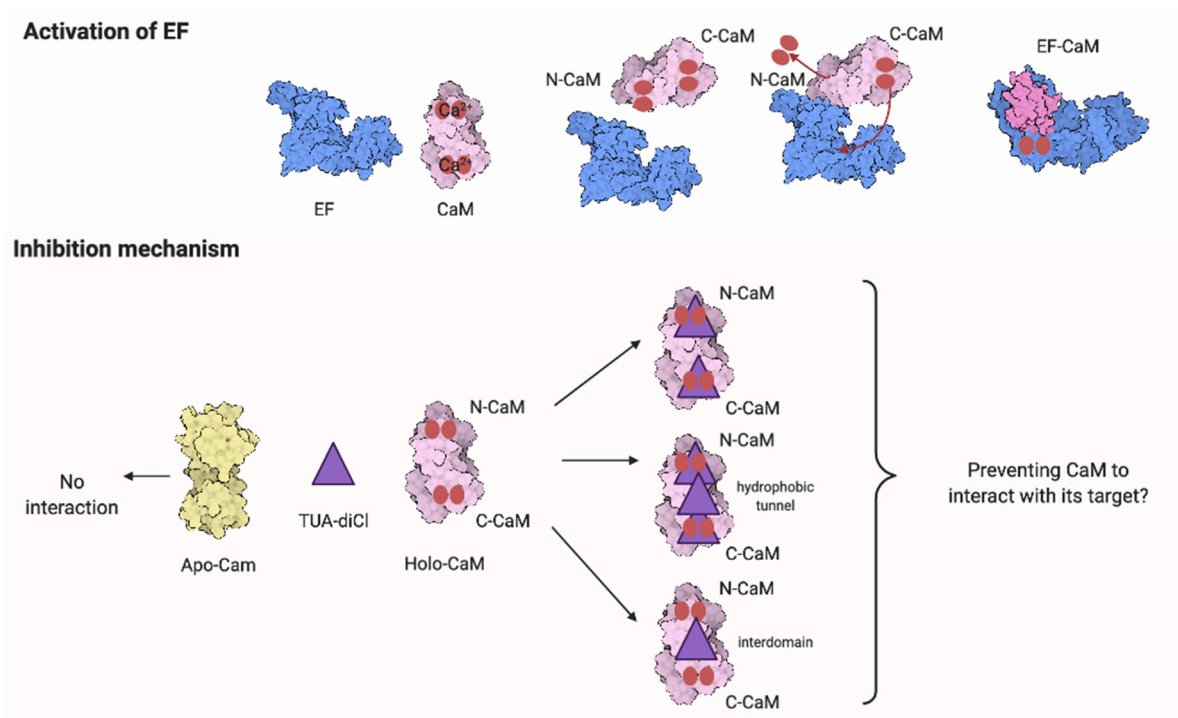 Activation of EF
C-CaM
N-CaM
C-CaM
N-CaM
EF-CaM
Ca²
Ca²⁺
EF
CaM
Inhibition mechanism
N-CaM
C-CaM
N-CaM
hydrophobic
tunnel
C-CaM
N-CaM
interdomain
C-CaM
N-CaM
C-CaM
No
interaction
Apo-Cam
TUA-diCl
Holo-CaM
Preventing CaM to
interact with its target?